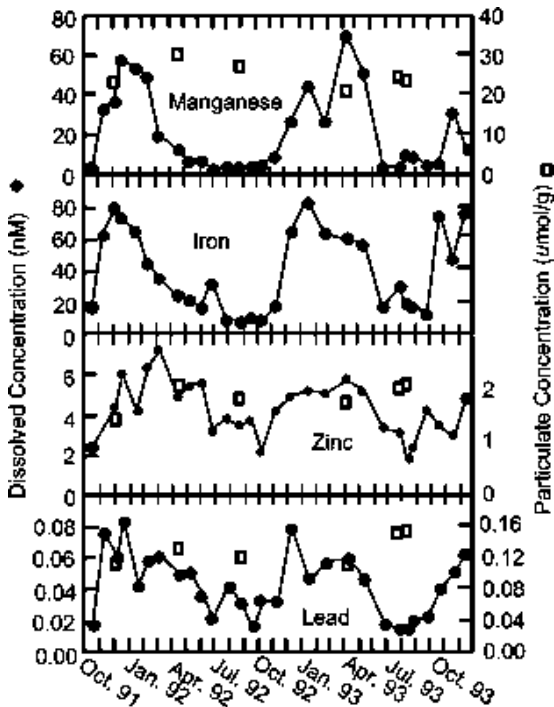 80
60
40
20
0
40
30
20
10
0
Manganese
80
60
40
20
0
Iron
6
4
2
0
2
1
0
Zinc
0.08
0.06
0.04
0.02
0.00
0.16
0.12
0.08
0.04
0.00
Lead
Dissolved Concentration (nM)
Particulate Concentration (umol/g)
Oct. 91
Jan. 92
Apr. 92
Jul. 92
Oct. 92
Jan. 93
Apr. 93
Jul. 93
Oct. 93